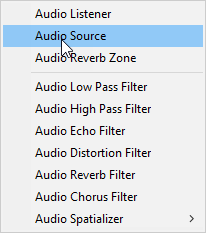 Audio Listener
Audio Source
Audio Reverb Zone
Audio Low Pass Filter
Audio High Pass Filter
Audio Echo Filter
Audio Distortion Filter
Audio Reverb Filter
Audio Chorus Filter
Audio Spatializer